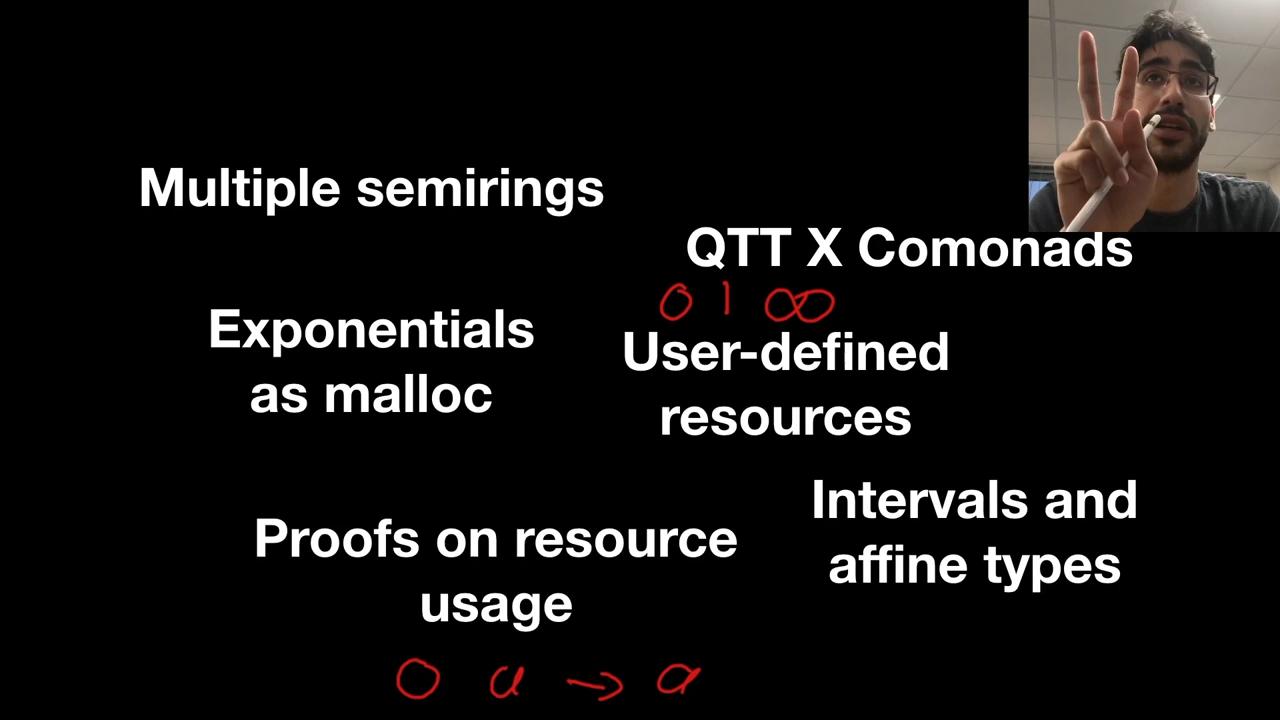 Multiple semirings
QTT X Comonads
0 1 ∞
Exponentials
as malloc
User-defined
resources
Intervals and
affine types
Proofs on resource
usage
0 a → a